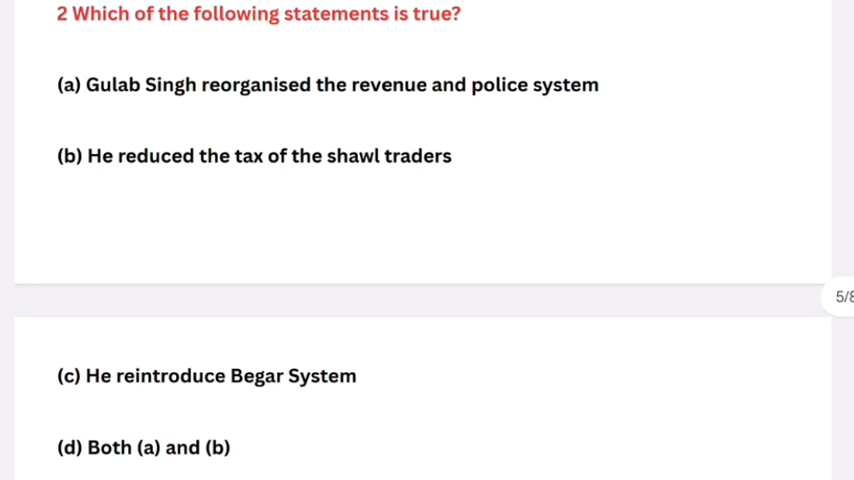 2 Which of the following statements is true?
(a) Gulab Singh reorganised the revenue and police system
(b) He reduced the tax of the shawl traders
5/8
(c) He reintroduce Begar System
(d) Both (a) and (b)